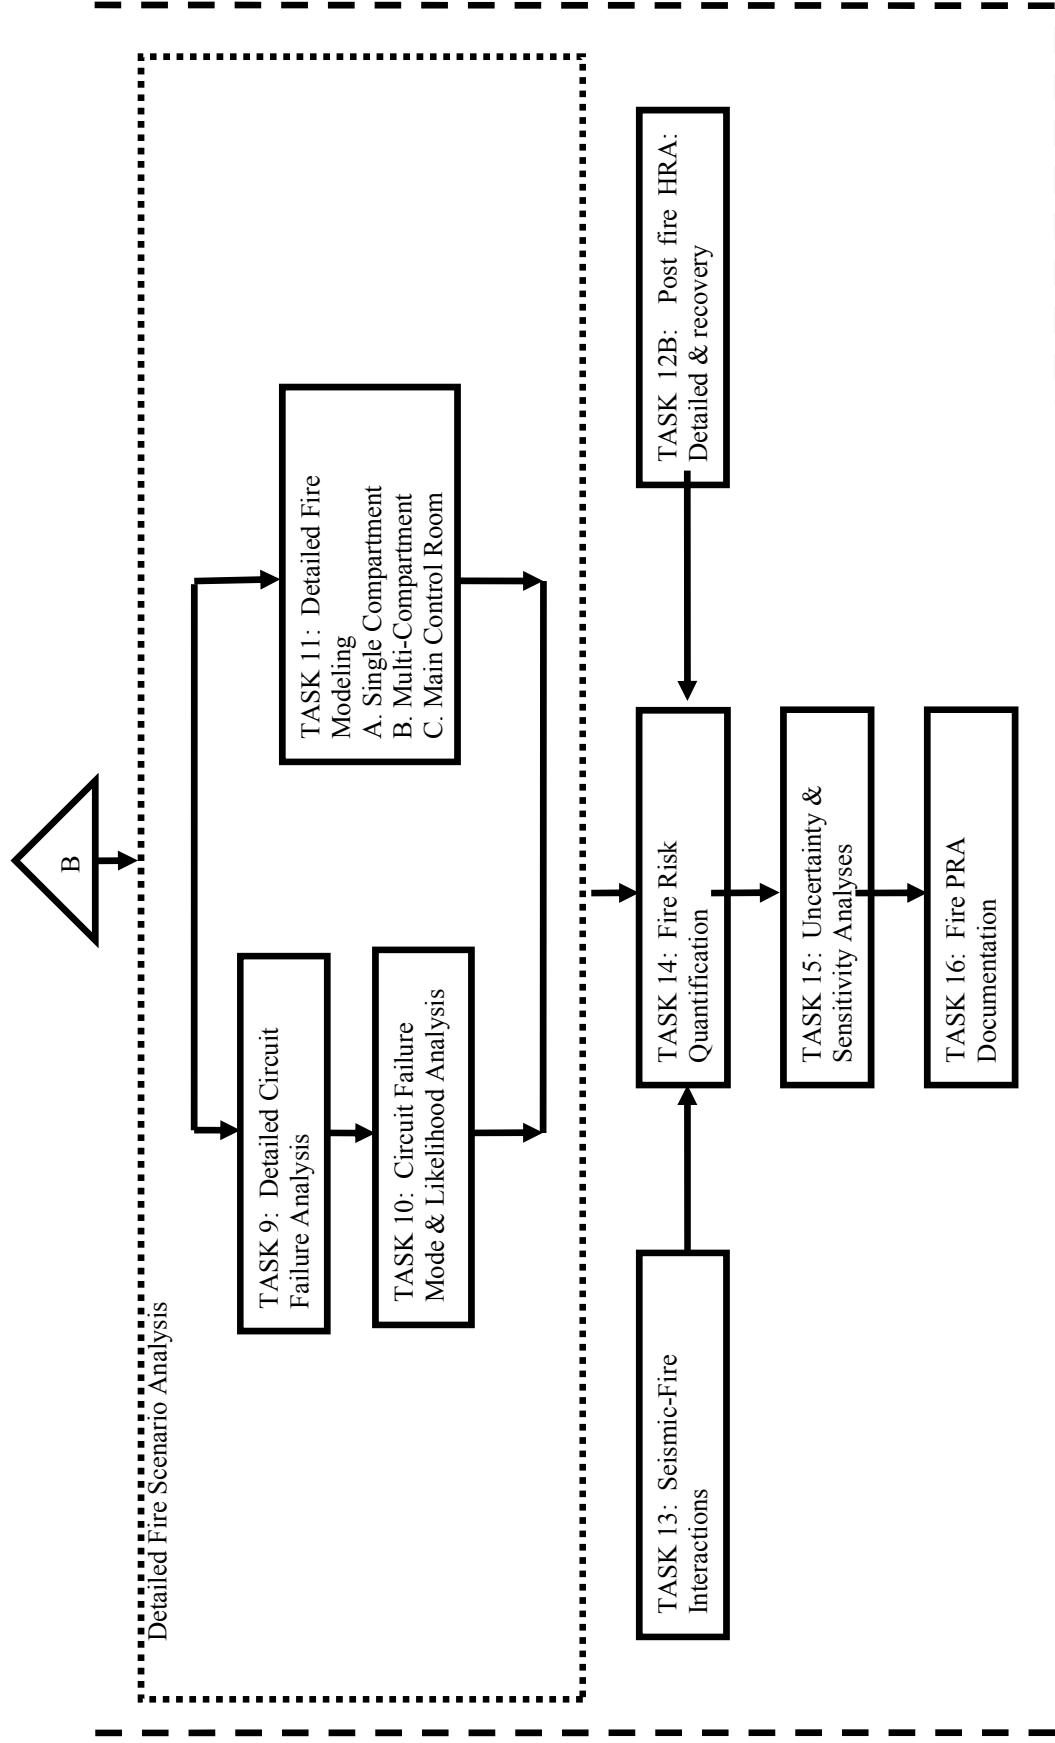 B
Detailed Fire Scenario Analysis
TASK 9: Detailed Circuit
Failure Analysis
TASK 10: Circuit Failure
Mode & Likelihood Analysis
TASK 11: Detailed Fire
Modeling
A. Single Compartment
B. Multi-Compartment
C. Main Control Room
TASK 13: Seismic-Fire
Interactions
TASK 14: Fire Risk
Quantification
TASK 12B: Post fire HRA:
Detailed & recovery
TASK 15: Uncertainty &
Sensitivity Analyses
TASK 16: Fire PRA
Documentation